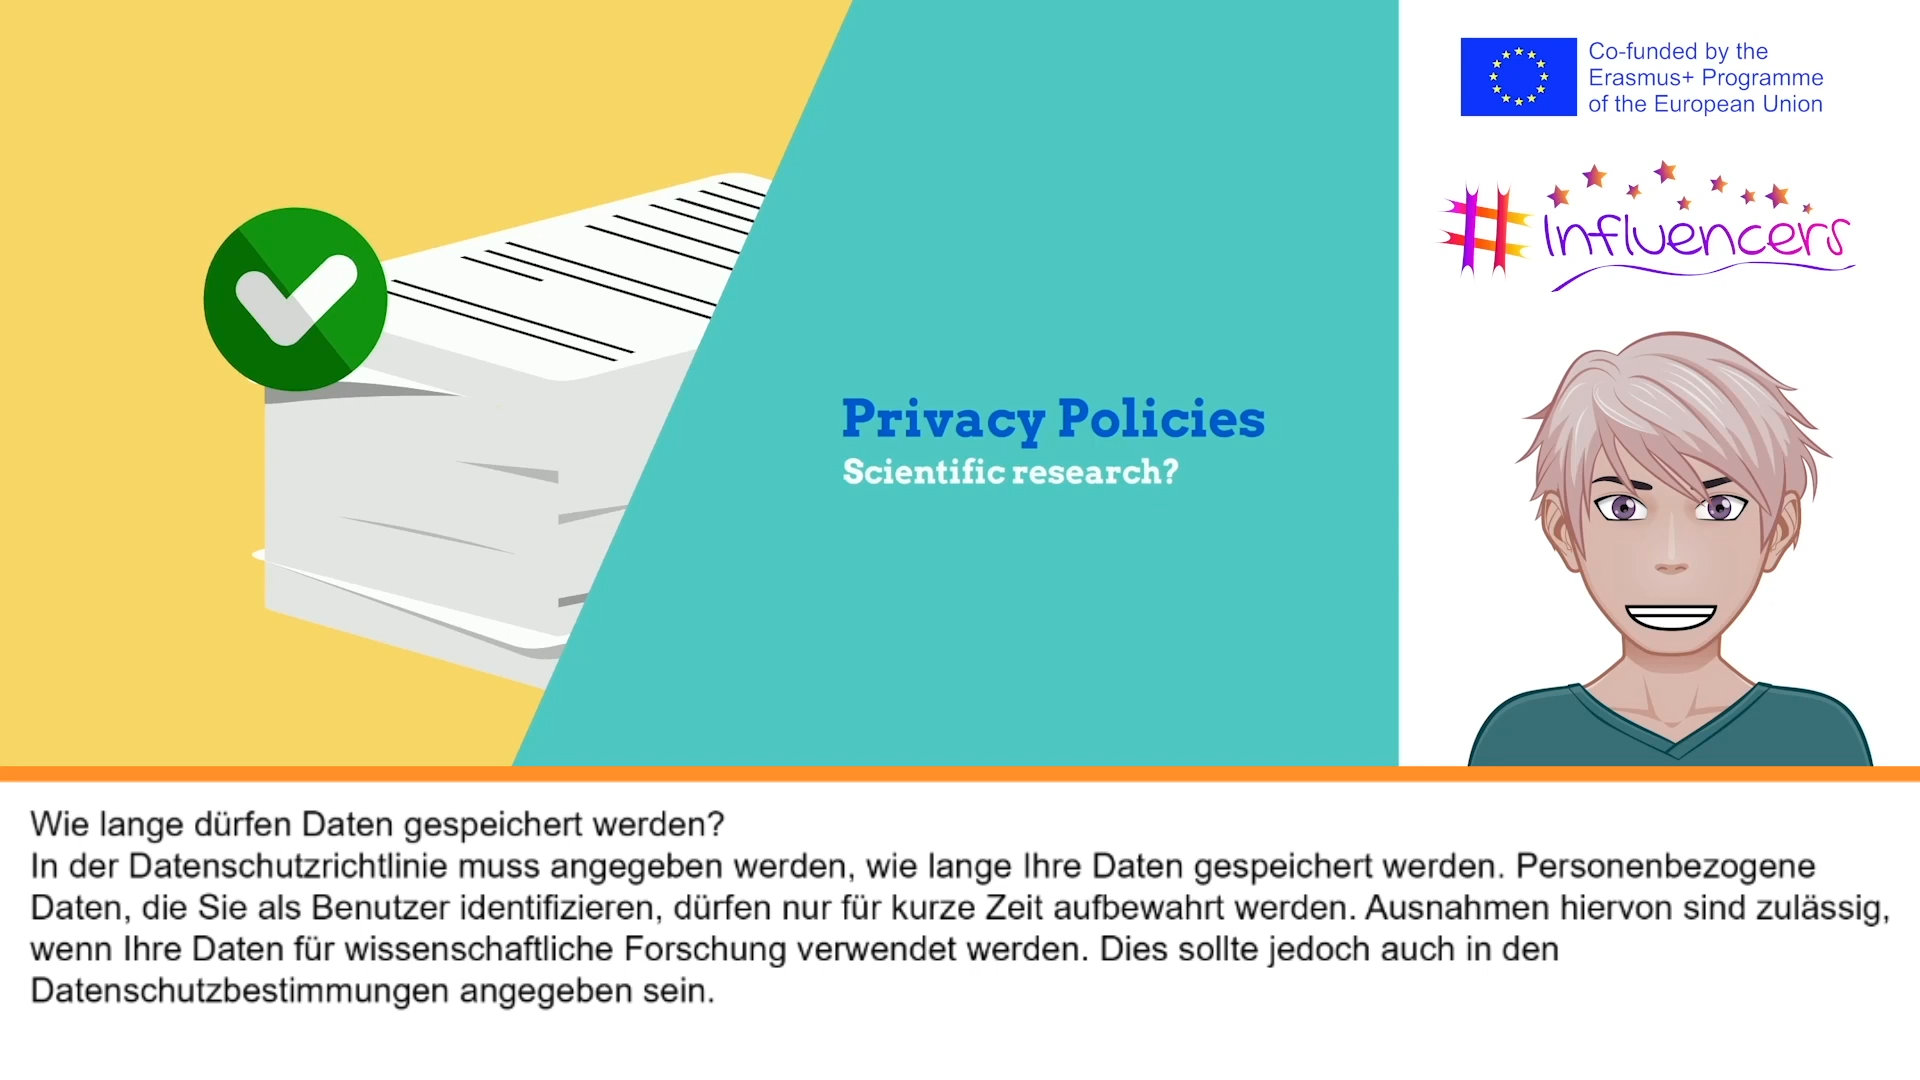 Co-funded by the
Erasmus+ Programme
of the European Union
#Influencers
Privacy Policies
Scientific research?
Wie lange dürfen Daten gespeichert werden?
In der Datenschutzrichtlinie muss angegeben werden, wie lange Ihre Daten gespeichert werden. Personenbezogene
Daten, die Sie als Benutzer identifizieren, dürfen nur für kurze Zeit aufbewahrt werden. Ausnahmen hiervon sind zulässig,
wenn Ihre Daten für wissenschaftliche Forschung verwendet werden. Dies sollte jedoch auch in den
Datenschutzbestimmungen angegeben sein.